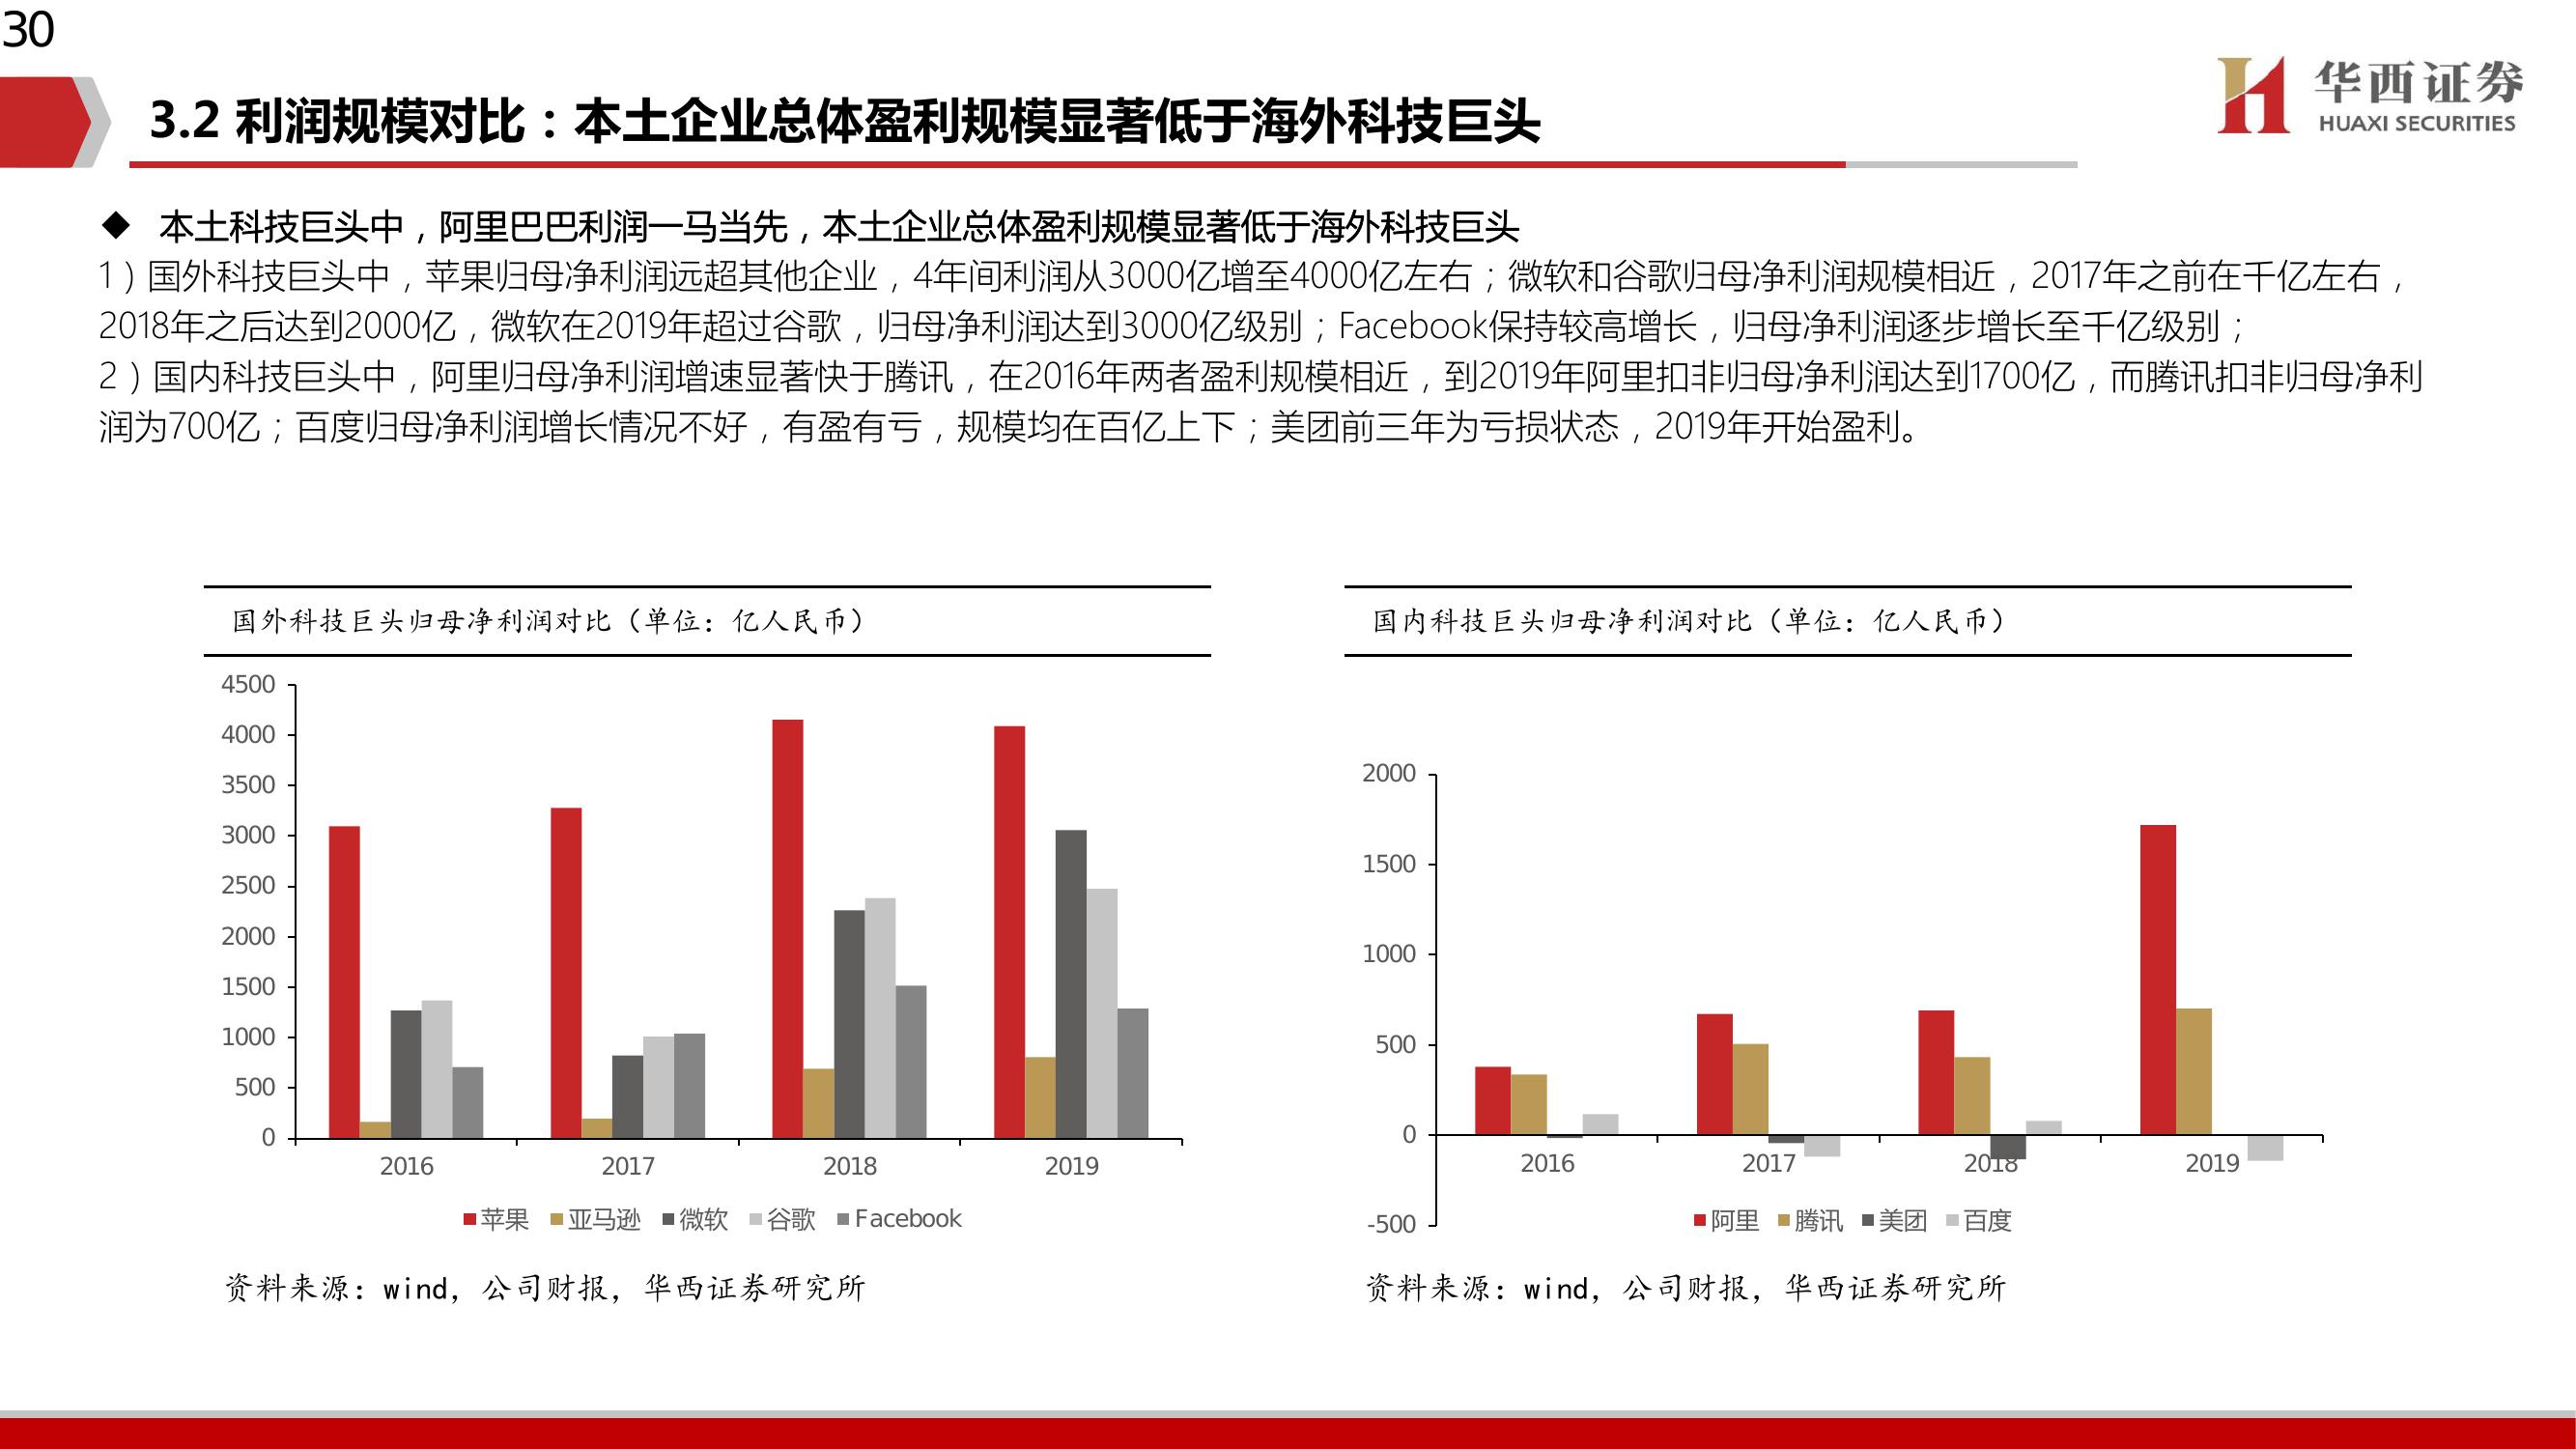 30
3.2 利润规模对比：本土企业总体盈利规模显著低于海外科技巨头
华西证券
HUAXI SECURITIES
◆ 本土科技巨头中，阿里巴巴利润一马当先，本土企业总体盈利规模显著低于海外科技巨头
1）国外科技巨头中，苹果归母净利润远超其他企业，4年间利润从3000亿增至4000亿左右；微软和谷歌归母净利润规模相近，2017年之前在千亿左右，
2018年之后达到2000亿，微软在2019年超过谷歌，归母净利润达到3000亿级别；Facebook保持较高增长，归母净利润逐步增长至千亿级别；
2）国内科技巨头中，阿里归母净利润增速显著快于腾讯，在2016年两者盈利规模相近，到2019年阿里扣非归母净利润达到1700亿，而腾讯扣非归母净利
润为700亿；百度归母净利润增长情况不好，有盈有亏，规模均在百亿上下；美团前三年为亏损状态，2019年开始盈利。
国外科技巨头归母净利润对比（单位：亿人民币）
4500
4000
3500
3000
2500
2000
1500
1000
500
0
2016 2017 2018 2019
苹果 亚马逊 微软 谷歌 Facebook
资料来源：wind，公司财报，华西证券研究所
国内科技巨头归母净利润对比（单位：亿人民币）
2000
1500
1000
500
0
-500
2016 2017 2018 2019
阿里 腾讯 美团 百度
资料来源：wind，公司财报，华西证券研究所